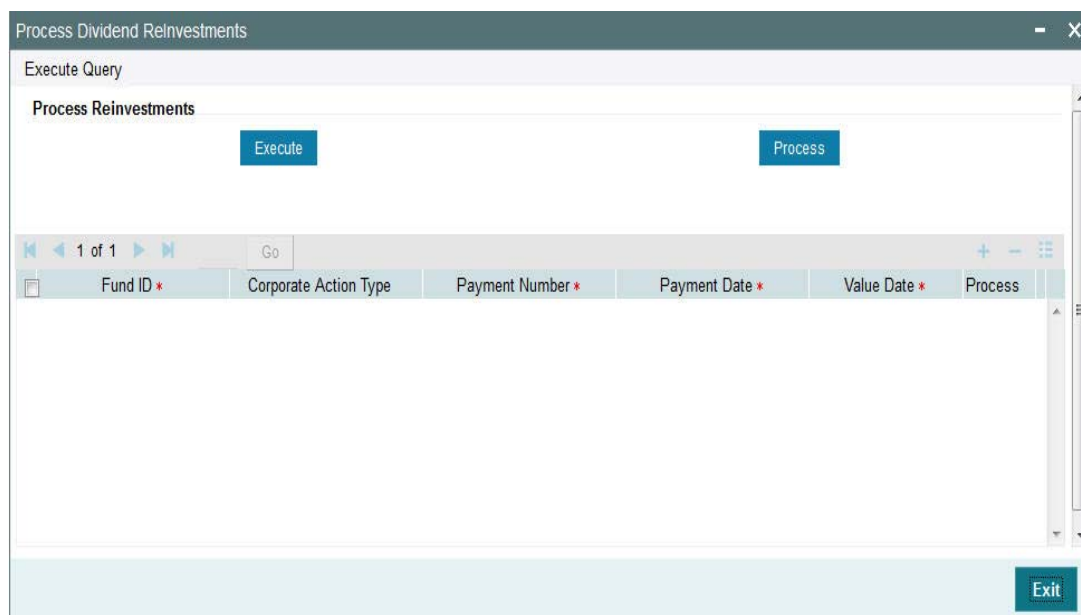 Process Dividend ReInvestments
Execute Query
Process Reinvestments
Execute Process
1 of 1 Go
Fund ID * Corporate Action Type Payment Number * Payment Date * Value Date * Process
Exit